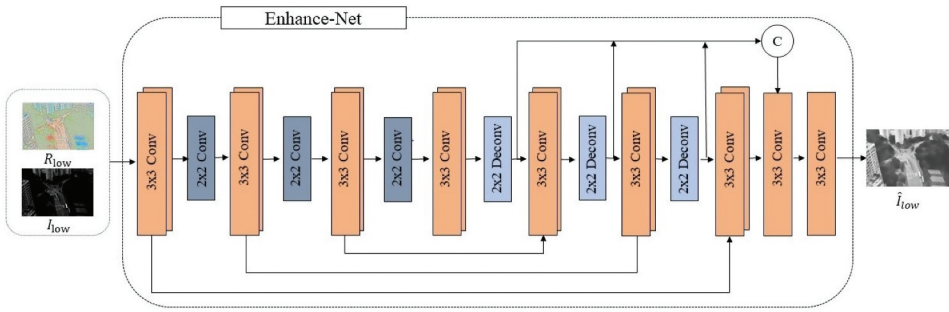 Enhance-Net
C
R_low
I_low
3x3 Conv
2x2 Conv
3x3 Conv
2x2 Conv
3x3 Conv
2x2 Conv
3x3 Conv
2x2 Deconv
3x3 Conv
2x2 Deconv
3x3 Conv
2x2 Deconv
3x3 Conv
3x3 Conv
3x3 Conv
Î_low